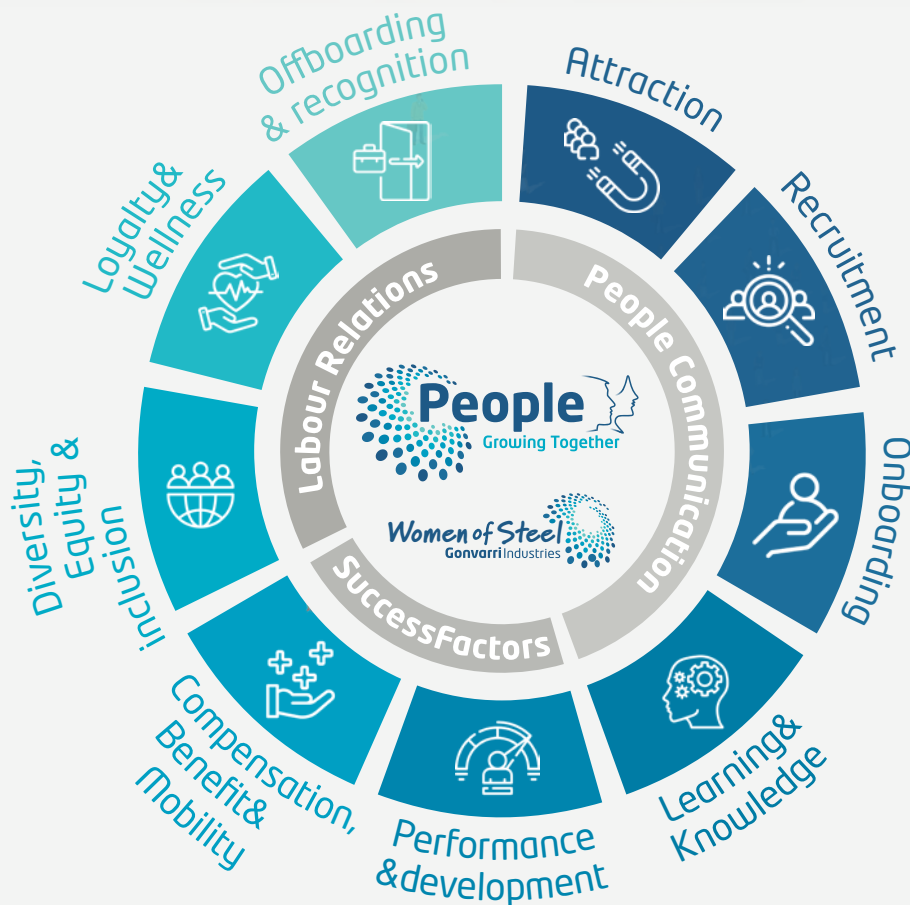 Offboarding
& recognition
Attraction
Recruitment
Onboarding
Learning&
Knowledge
Performance
&development
Compensation,
Benefit&
Mobility
Diversity,
Equity &
inclusion
Loyalty&
Wellness
Labour Relations
People Communication
SuccessFactors
People
Growing Together
Women of Steel
Gonvarri Industries